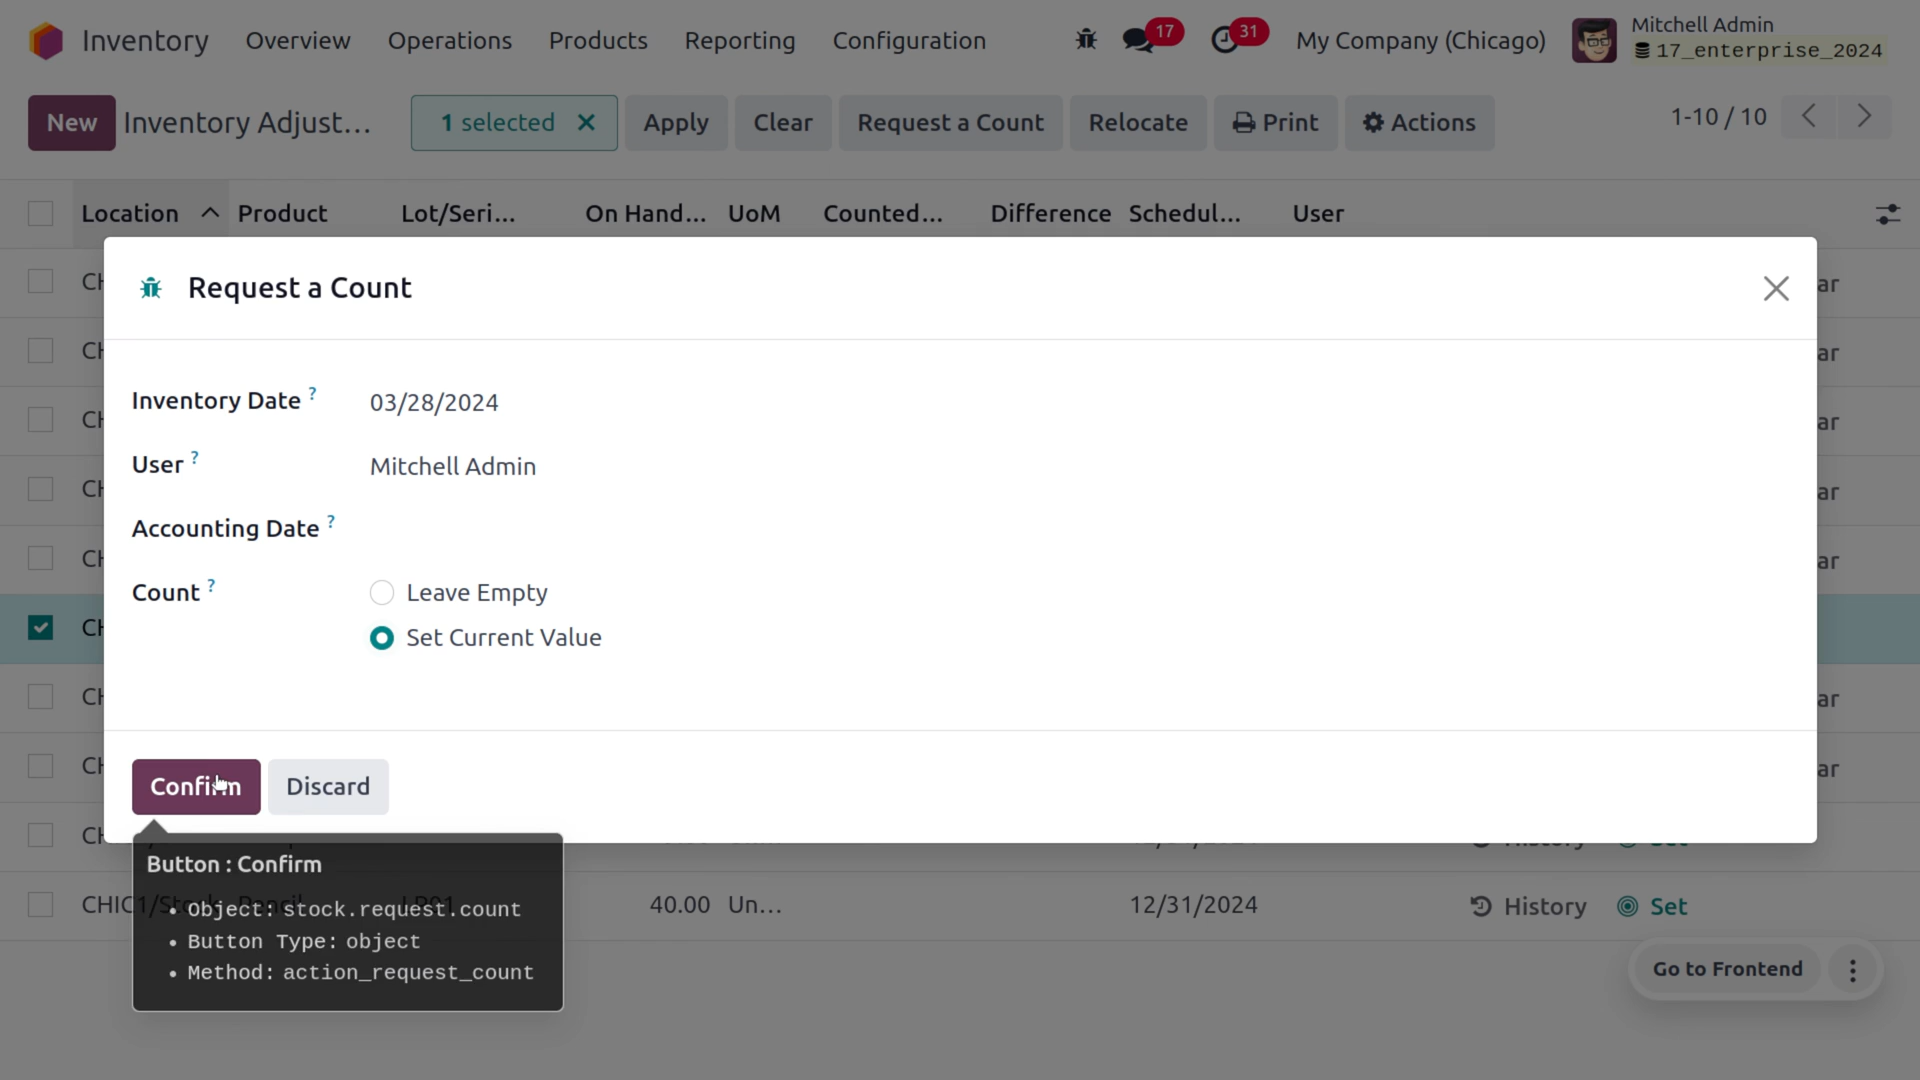 Inventory Overview Operations Products Reporting Configuration 17 31 My Company (Chicago) Mitchell Admin
17_enterprise_2024
New Inventory Adjust... 1 selected Apply Clear Request a Count Relocate Print Actions 1-10 / 10
Location Product Lot/Seri... On Hand... UoM Counted... Difference Schedul... User
Request a Count
Inventory Date ? 03/28/2024
User ? Mitchell Admin
Accounting Date ?
Count ? Leave Empty
Set Current Value
Confirm Discard
Button : Confirm
Object: stock.request.count
Button Type: object
Method: action_request_count
CHIC1/Stock Pencil 40.00 Un... 12/31/2024 History Set
Go to Frontend